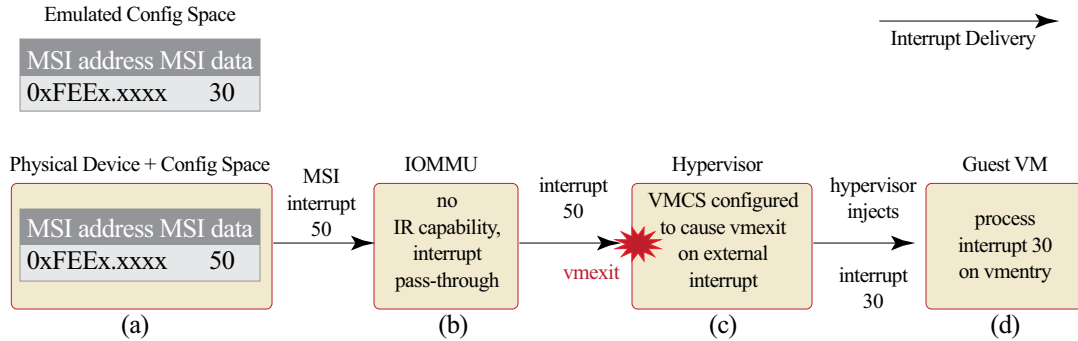 Emulated Config Space
MSI address MSI data
0xFEEx.xxxx 30
Interrupt Delivery
Physical Device + Config Space
MSI address MSI data
0xFEEx.xxxx 50
(a)
MSI
interrupt
50
IOMMU
no
IR capability,
interrupt
pass-through
(b)
interrupt
50
vmexit
Hypervisor
VMCS configured
to cause vmexit
on external
interrupt
(c)
hypervisor
injects
interrupt
30
Guest VM
process
interrupt 30
on vmentry
(d)